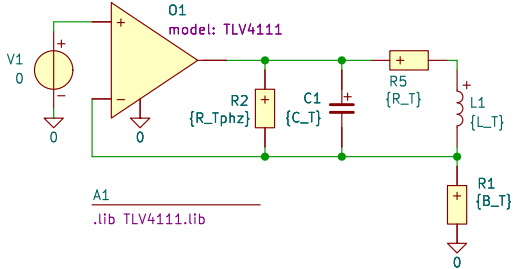 O1
model: TLV4111
V1
0
0
0
R2
{R_Tphz}
C1
{C_T}
R5
{R_T}
L1
{L_T}
R1
{B_T}
0
A1
.lib TLV4111.lib